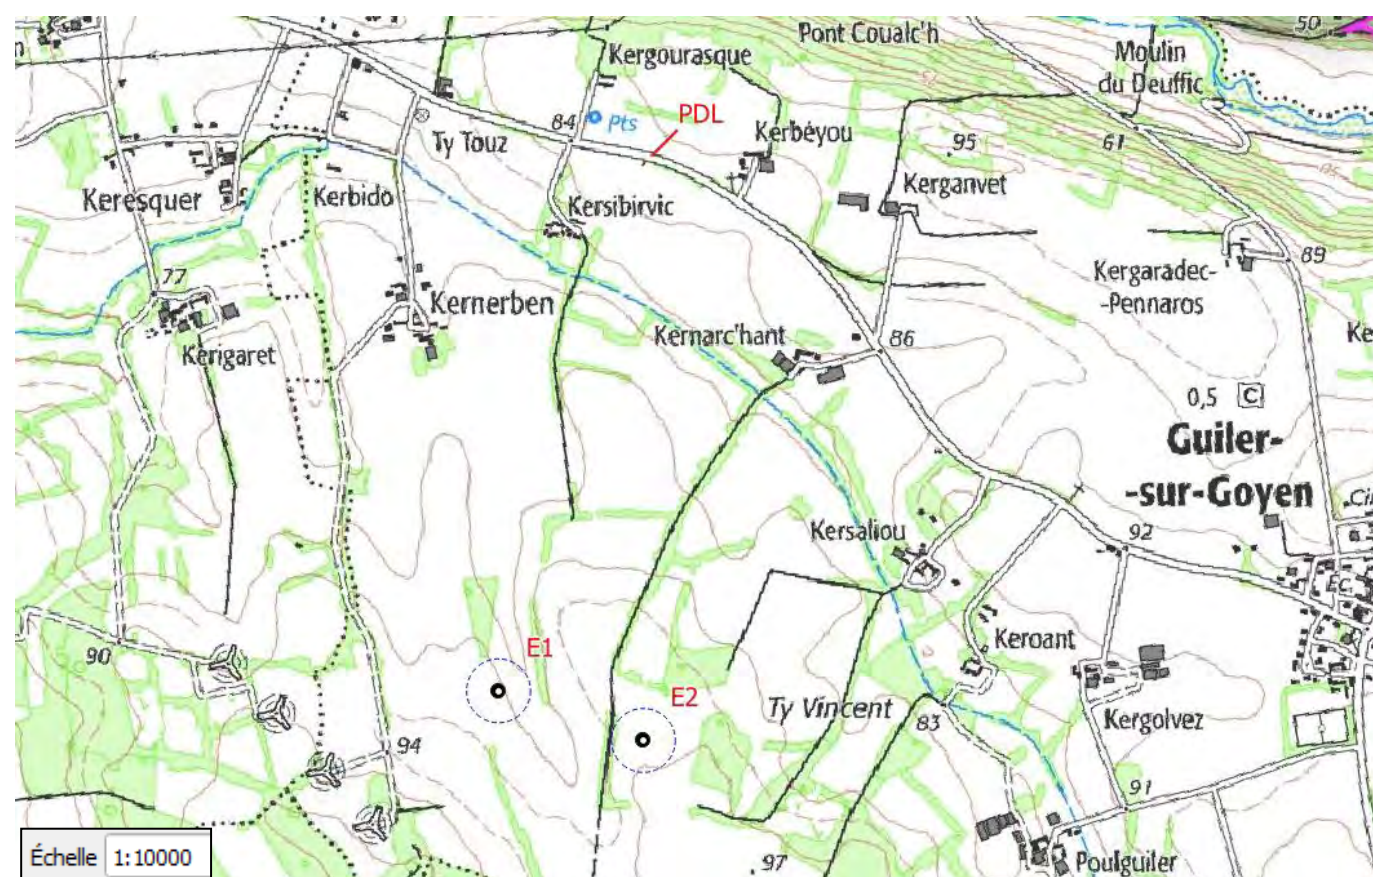 50
Pont Coualc'h
Kergourasque
Moulin
du Deuffic
PDL
84
Pts
Ty Touz
Kerbéyou
95
61
Keresquer
Kerbido
Kersibirvic
Kerganvet
89
77
Kergaradec-
-Pennaros
Kernerben
Kernarc'hant
86
Ke
Kerigaret
0,5 C
Guiler-
-sur-Goyen
Kersaliou
92
E1
Keroant
90
E2
Ty Vincent
83
Kergolvez
94
91
Échelle 1:10000
97
Poulguiler